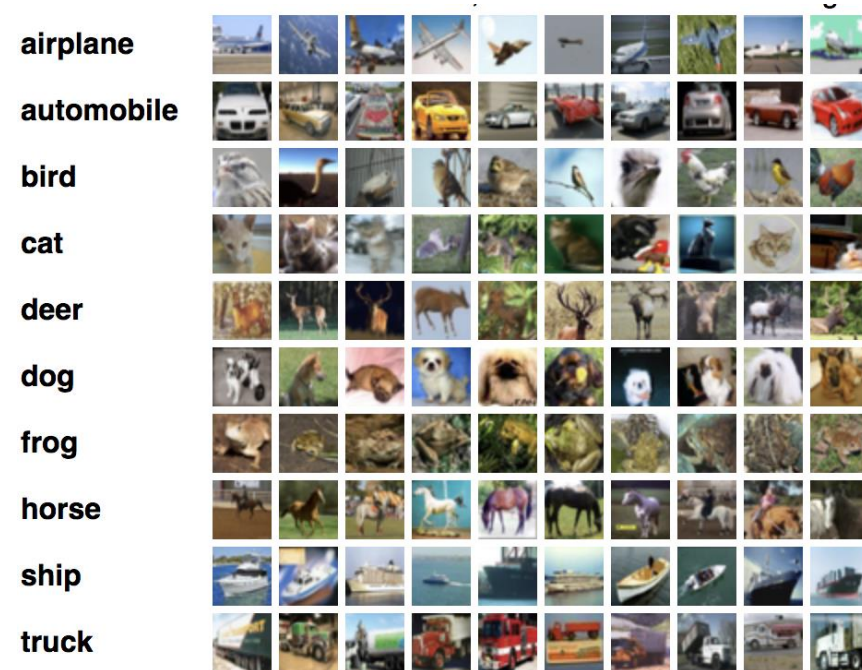 airplane
automobile
bird
cat
deer
dog
frog
horse
ship
truck